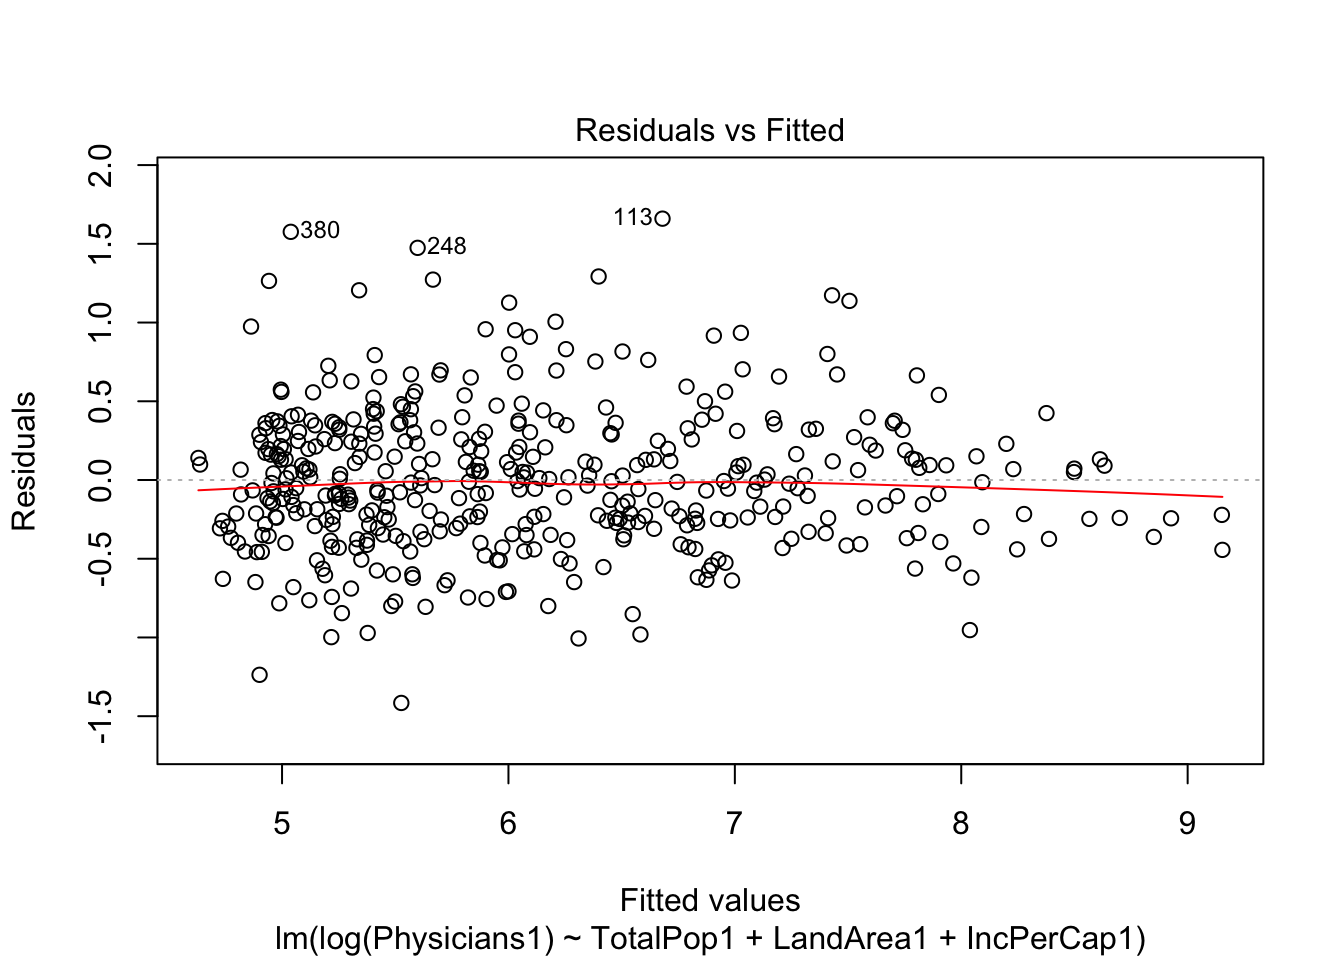 Residuals vs Fitted
2.0
1.5
1.0
0.5
0.0
-0.5
-1.5
Residuals
380
248
113
5 6 7 8 9
Fitted values
lm(log(Physicians1) ~ TotalPop1 + LandArea1 + IncPerCap1)